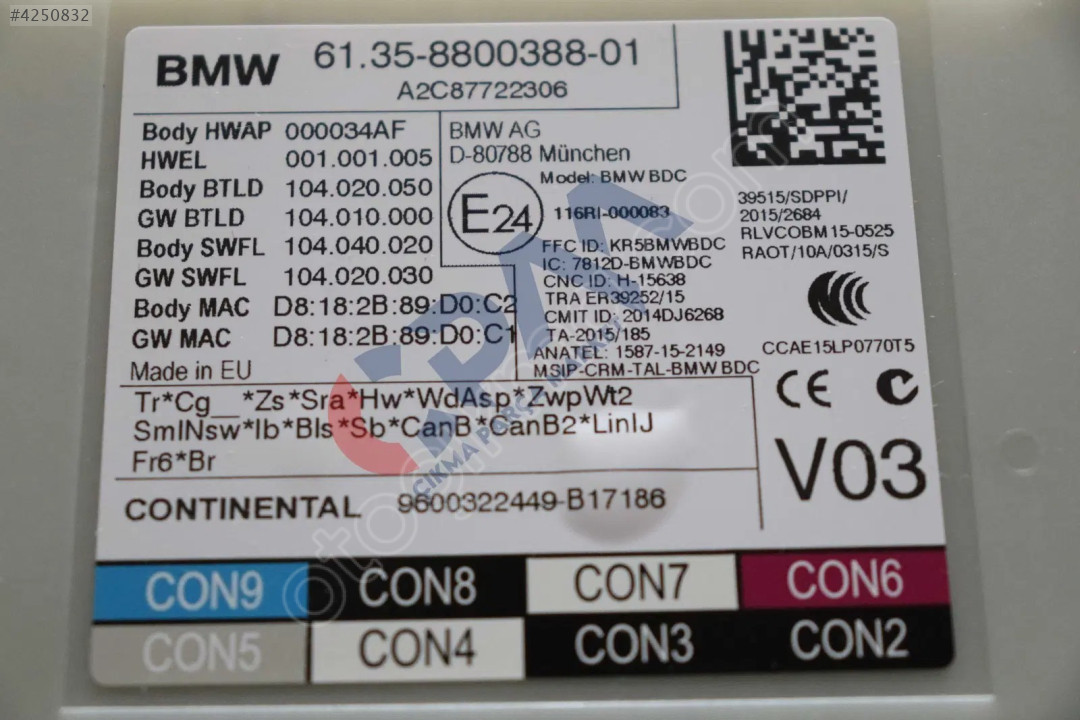 #4250832
BMW 61.35-8800388-01
A2C87722306
Body HWAP 000034AF
HWEL 001.001.005
Body BTLD 104.020.050
GW BTLD 104.010.000
Body SWFL 104.040.020
GW SWFL 104.020.030
Body MAC D8:18:2B:89:D0:C2
GW MAC D8:18:2B:89:D0:C1
Made in EU
BMW AG
D-80788 München
Model: BMW BDC
E24
116RI-000083
FFC ID: KR5BMWBDC
IC: 7812D-BMWBDC
CNC ID: H-15638
TRA ER39252/15
CMIT ID: 2014DJ6268
TA-2015/185
ANATEL: 1587-15-2149
MSIP-CRM-TAL-BMW BDC
39515/SDPPI/
2015/2684
RLVCOBM15-0525
RAOT/10A/0315/S
CCAE15LP0770T5
CE
V03
Tr*Cg__*Zs*Sra*Hw*WdAsp*ZwpWt2
SmINsw*Ib*Bls*Sb*CanB*CanB2*LinIJ
Fr6*Br
CONTINENTAL 9600322449-B17186
CON9 CON8 CON7 CON6
CON5 CON4 CON3 CON2
ÇIKMA PARÇA